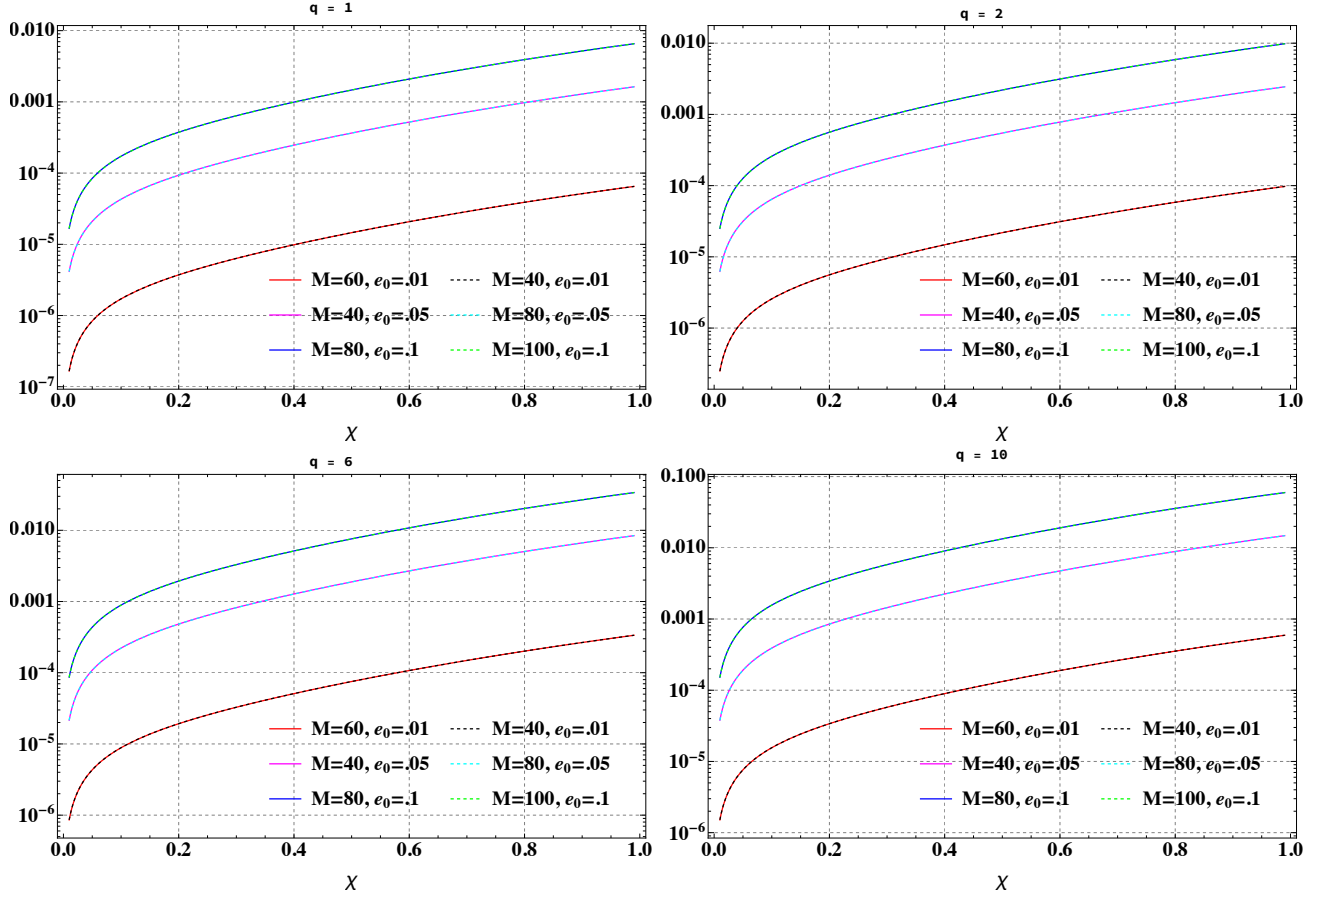 q = 1
0.010
0.001
10⁻⁴
10⁻⁵
10⁻⁶
10⁻⁷
M=60, e₀=.01 M=40, e₀=.01
M=40, e₀=.05 M=80, e₀=.05
M=80, e₀=.1 M=100, e₀=.1
0.0 0.2 0.4 0.6 0.8 1.0
χ
q = 2
0.010
0.001
10⁻⁴
10⁻⁵
10⁻⁶
M=60, e₀=.01 M=40, e₀=.01
M=40, e₀=.05 M=80, e₀=.05
M=80, e₀=.1 M=100, e₀=.1
0.0 0.2 0.4 0.6 0.8 1.0
χ
q = 6
0.010
0.001
10⁻⁴
10⁻⁵
10⁻⁶
M=60, e₀=.01 M=40, e₀=.01
M=40, e₀=.05 M=80, e₀=.05
M=80, e₀=.1 M=100, e₀=.1
0.0 0.2 0.4 0.6 0.8 1.0
χ
q = 10
0.100
0.010
0.001
10⁻⁴
10⁻⁵
10⁻⁶
M=60, e₀=.01 M=40, e₀=.01
M=40, e₀=.05 M=80, e₀=.05
M=80, e₀=.1 M=100, e₀=.1
0.0 0.2 0.4 0.6 0.8 1.0
χ